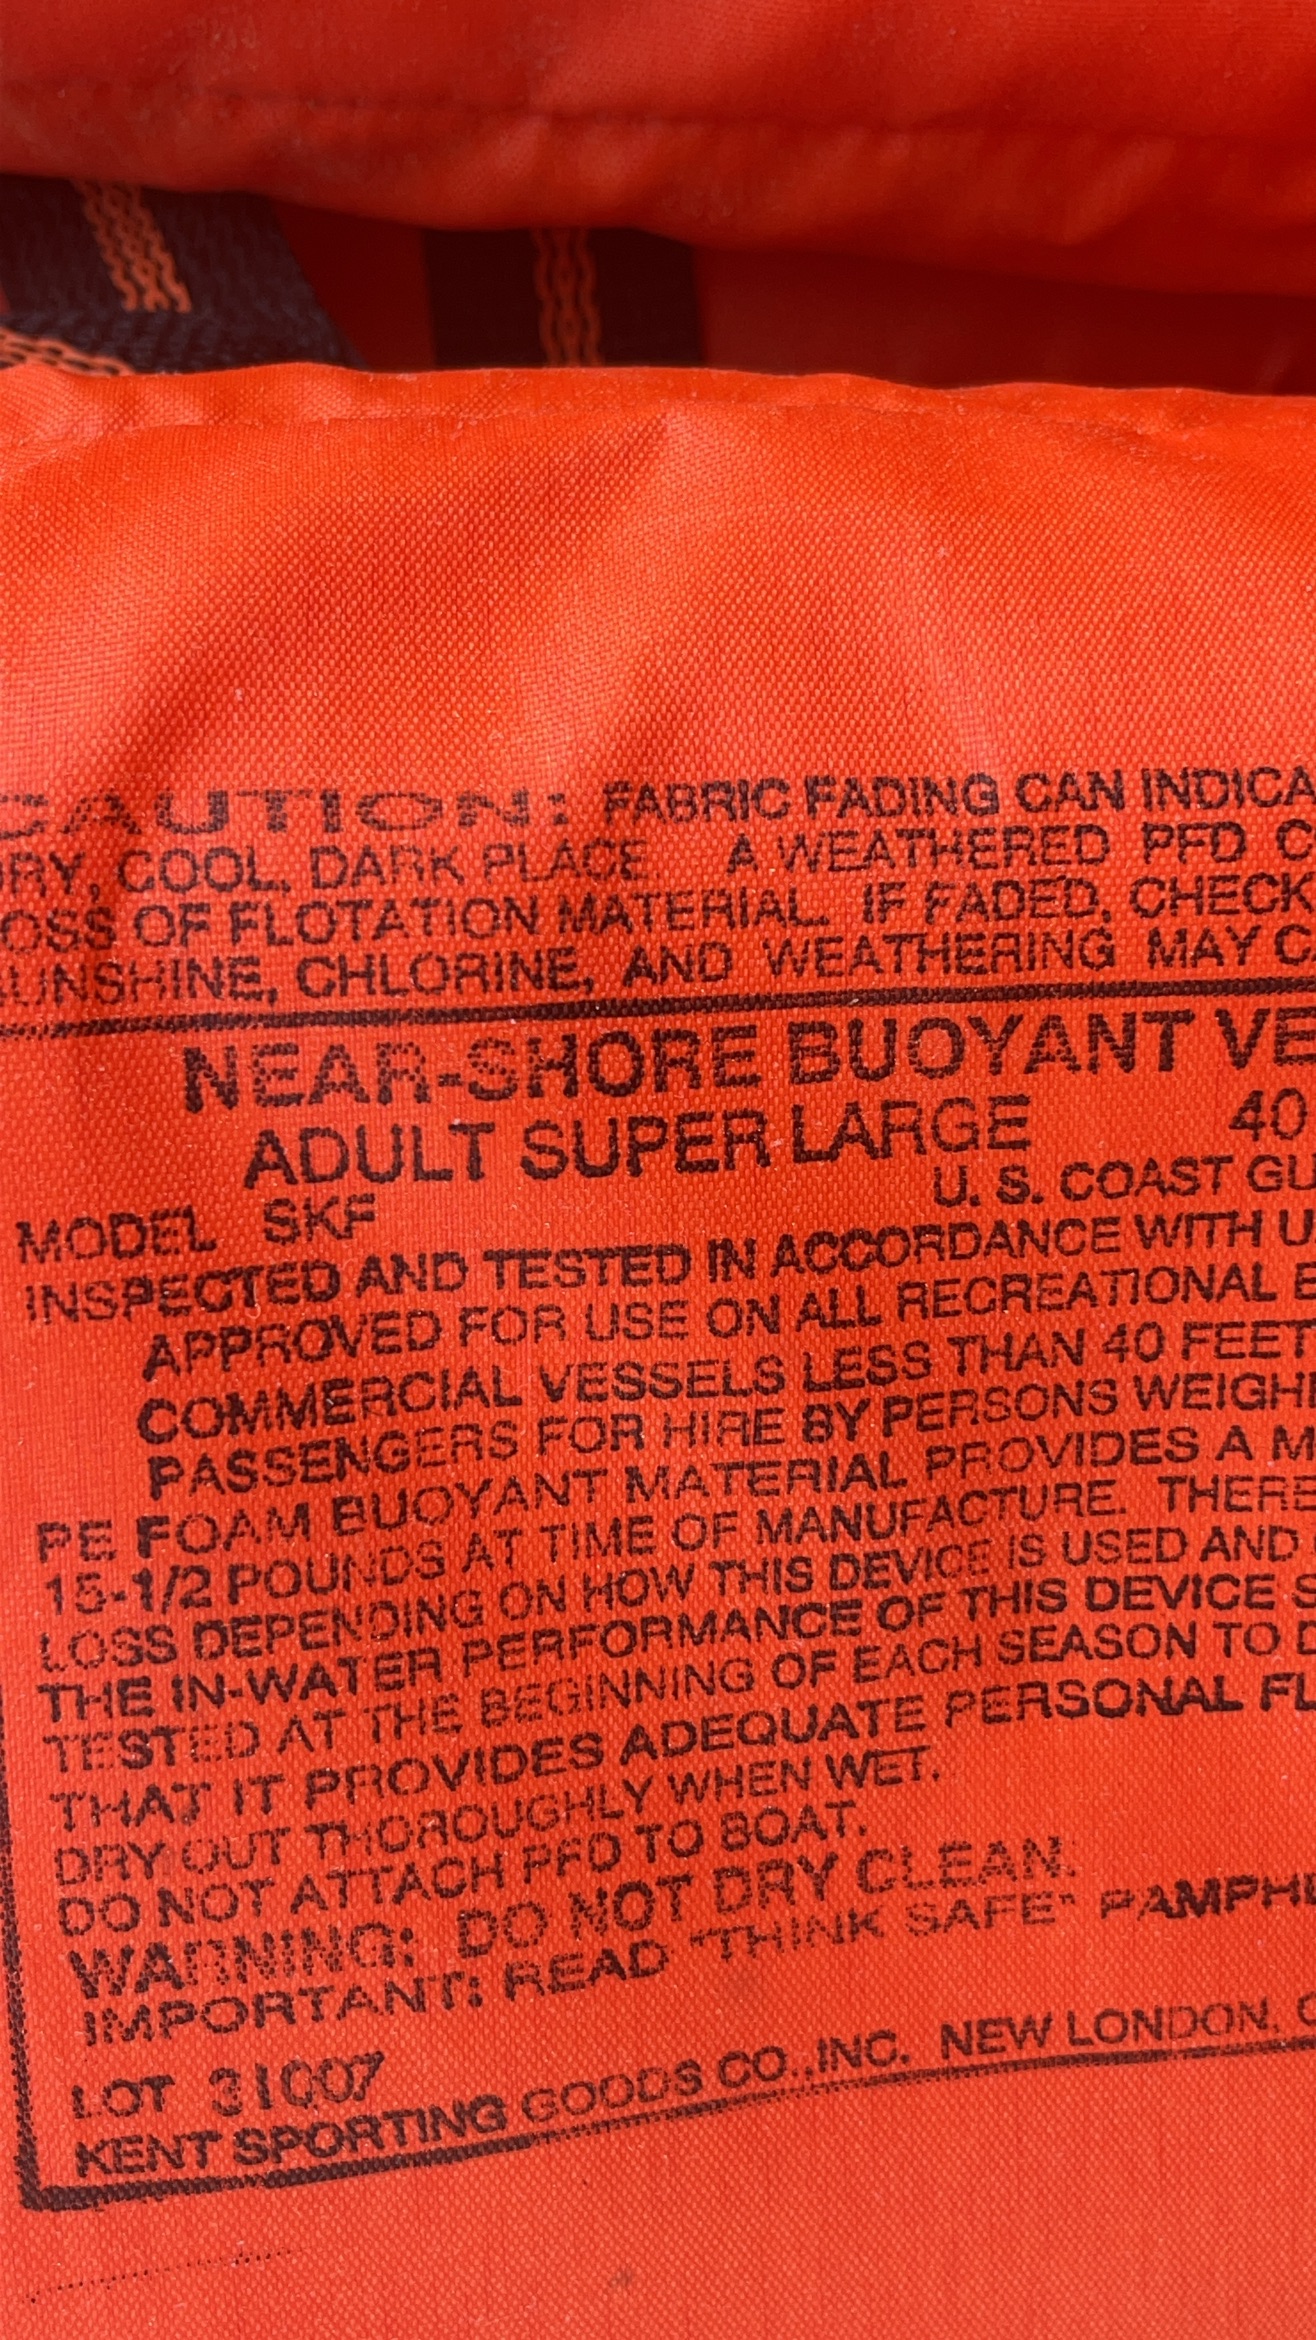 CAUTION: FABRIC FADING CAN INDICA
DRY, COOL, DARK PLACE A WEATHERED PFD C
OSS OF FLOTATION MATERIAL. IF FADED, CHECK
UNSHINE, CHLORINE, AND WEATHERING MAY C
NEAR-SHORE BUOYANT VE
ADULT SUPER LARGE 40
MODEL SKF U. S. COAST GU
INSPECTED AND TESTED IN ACCORDANCE WITH U
APPROVED FOR USE ON ALL RECREATIONAL B
COMMERCIAL VESSELS LESS THAN 40 FEET
PASSENGERS FOR HIRE BY PERSONS WEIGHI
PE FOAM BUOYANT MATERIAL PROVIDES A M
15-1/2 POUNDS AT TIME OF MANUFACTURE. THERE
LOSS DEPENDING ON HOW THIS DEVICE IS USED AND
THE IN-WATER PERFORMANCE OF THIS DEVICE S
TESTED AT THE BEGINNING OF EACH SEASON TO
THAT IT PROVIDES ADEQUATE PERSONAL FL
DRY OUT THOROUGHLY WHEN WET.
DO NOT ATTACH PFD TO BOAT.
WARNING: DO NOT DRY CLEAN.
IMPORTANT: READ "THINK SAFE" PAMPH
LOT 31007
KENT SPORTING GOODS CO., INC. NEW LONDON, O